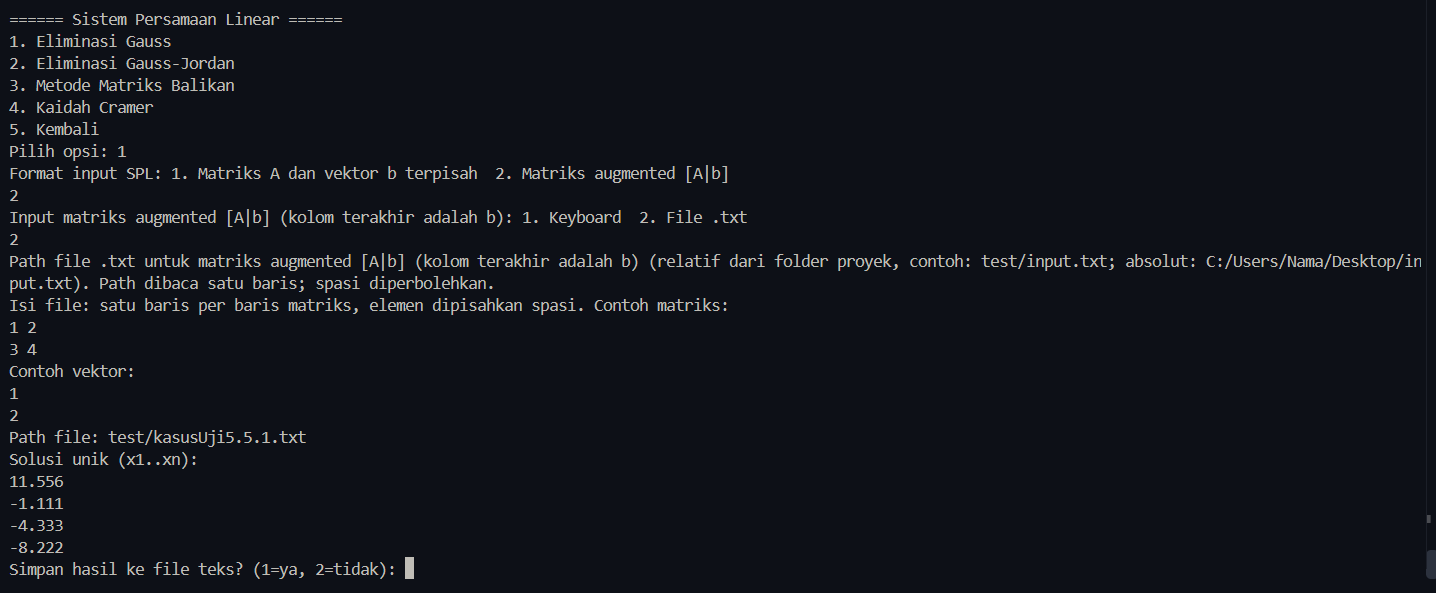 ====== Sistem Persamaan Linear ======
1. Eliminasi Gauss
2. Eliminasi Gauss-Jordan
3. Metode Matriks Balikan
4. Kaidah Cramer
5. Kembali
Pilih opsi: 1
Format input SPL: 1. Matriks A dan vektor b terpisah  2. Matriks augmented [A|b]
2
Input matriks augmented [A|b] (kolom terakhir adalah b): 1. Keyboard  2. File .txt
2
Path file .txt untuk matriks augmented [A|b] (kolom terakhir adalah b) (relatif dari folder proyek, contoh: test/input.txt; absolut: C:/Users/Nama/Desktop/in
put.txt). Path dibaca satu baris; spasi diperbolehkan.
Isi file: satu baris per baris matriks, elemen dipisahkan spasi. Contoh matriks:
1 2
3 4
Contoh vektor:
1
2
Path file: test/kasusUji5.5.1.txt
Solusi unik (x1..xn):
11.556
-1.111
-4.333
-8.222
Simpan hasil ke file teks? (1=ya, 2=tidak):